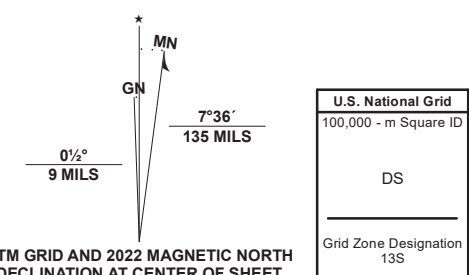 ★
MN
GN
7°36´
135 MILS
0½°
9 MILS
TM GRID AND 2022 MAGNETIC NORTH
DECLINATION AT CENTER OF SHEET
U.S. National Grid
100,000 - m Square ID
DS
Grid Zone Designation
13S